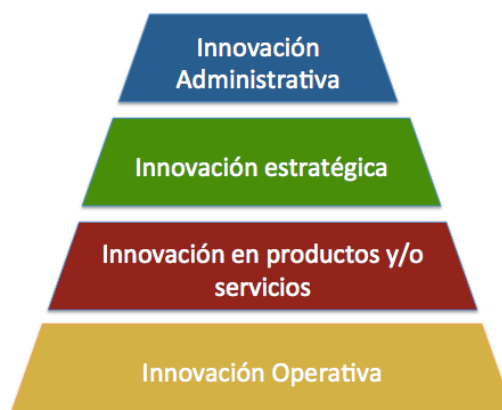 Innovación
Administrativa
Innovación estratégica
Innovación en productos y/o
servicios
Innovación Operativa